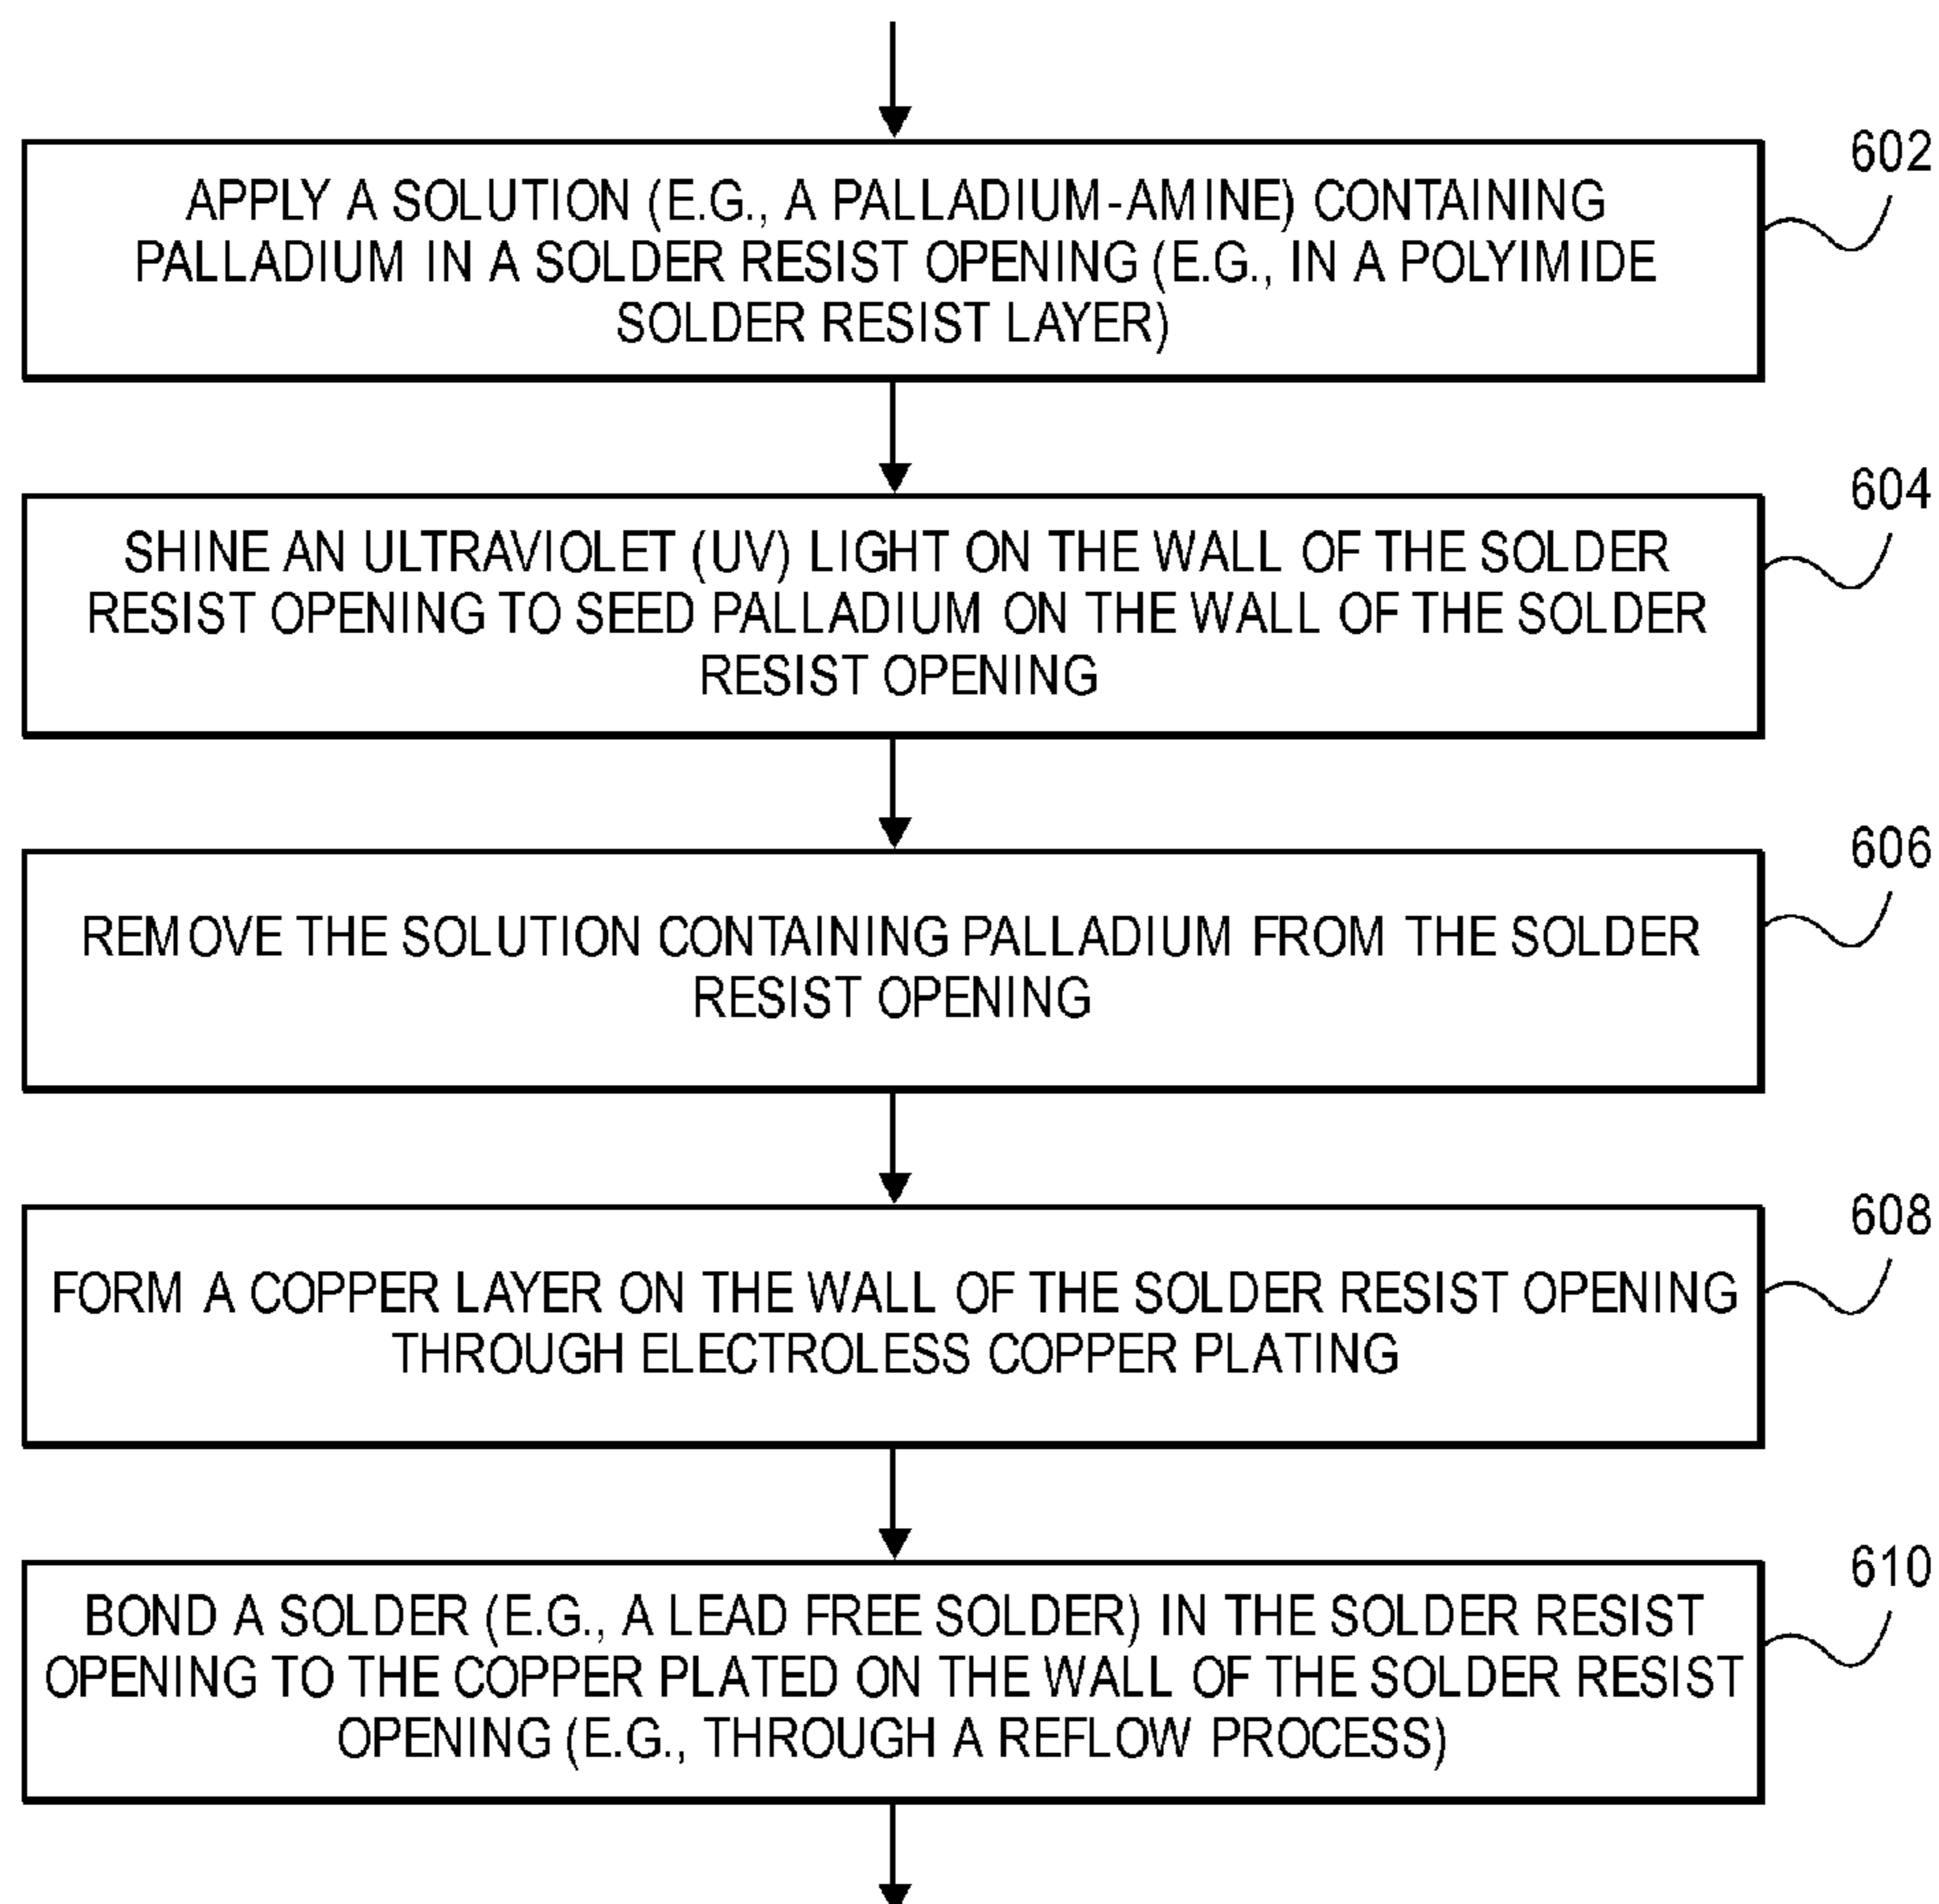 602
APPLY A SOLUTION (E.G., A PALLADIUM-AMINE) CONTAINING
PALLADIUM IN A SOLDER RESIST OPENING (E.G., IN A POLYIMIDE
SOLDER RESIST LAYER)
604
SHINE AN ULTRAVIOLET (UV) LIGHT ON THE WALL OF THE SOLDER
RESIST OPENING TO SEED PALLADIUM ON THE WALL OF THE SOLDER
RESIST OPENING
606
REMOVE THE SOLUTION CONTAINING PALLADIUM FROM THE SOLDER
RESIST OPENING
608
FORM A COPPER LAYER ON THE WALL OF THE SOLDER RESIST OPENING
THROUGH ELECTROLESS COPPER PLATING
610
BOND A SOLDER (E.G., A LEAD FREE SOLDER) IN THE SOLDER RESIST
OPENING TO THE COPPER PLATED ON THE WALL OF THE SOLDER RESIST
OPENING (E.G., THROUGH A REFLOW PROCESS)